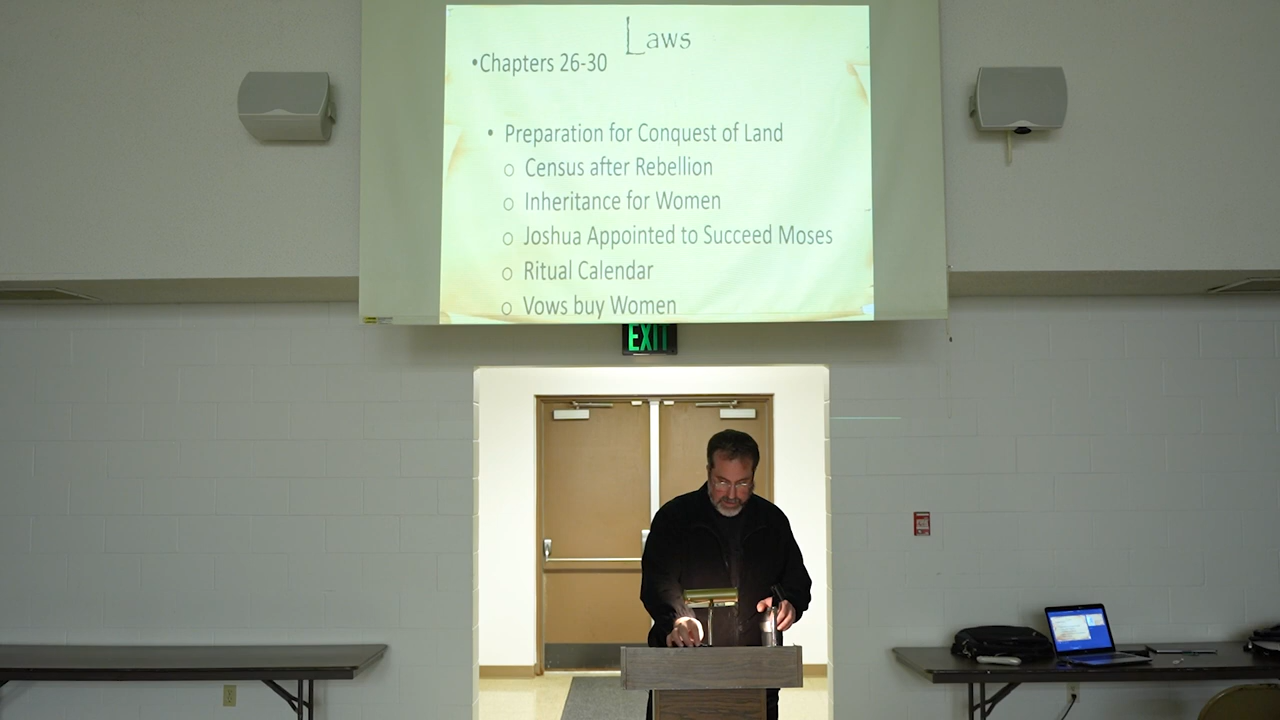 Laws
•Chapters 26-30
• Preparation for Conquest of Land
o Census after Rebellion
o Inheritance for Women
o Joshua Appointed to Succeed Moses
o Ritual Calendar
o Vows buy Women
EXIT